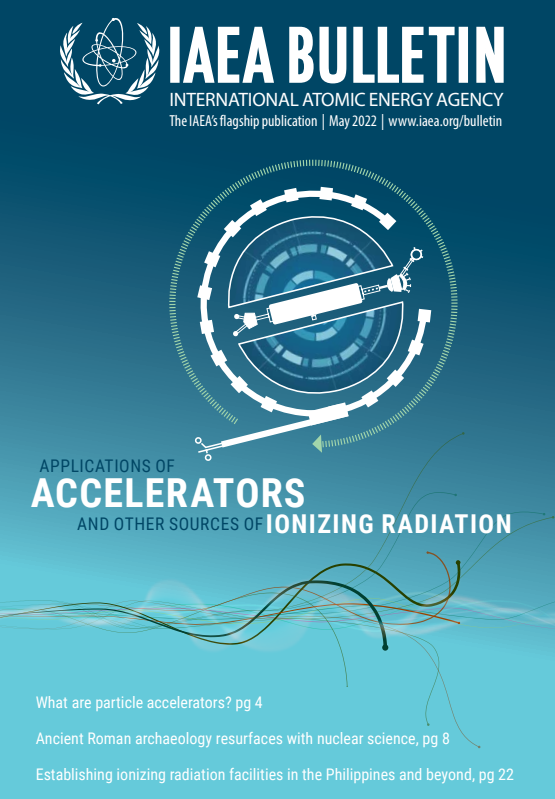 IAEA BULLETIN
INTERNATIONAL ATOMIC ENERGY AGENCY
The IAEA's flagship publication | May 2022 | www.iaea.org/bulletin
APPLICATIONS OF
ACCELERATORS
AND OTHER SOURCES OF IONIZING RADIATION
What are particle accelerators? pg 4
Ancient Roman archaeology resurfaces with nuclear science, pg 8
Establishing ionizing radiation facilities in the Philippines and beyond, pg 22